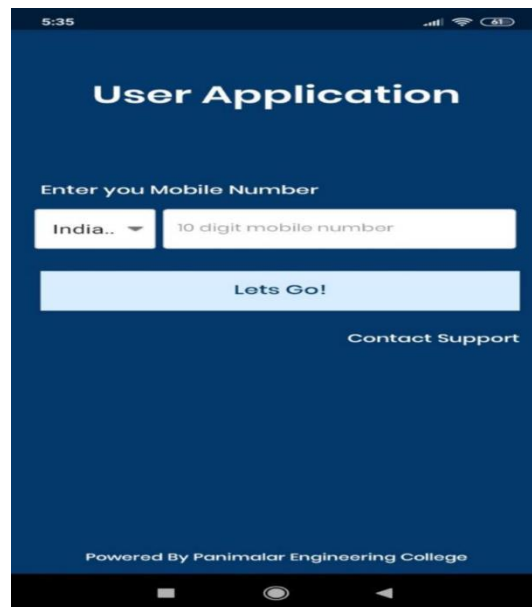 5:35
61
User Application
Enter you Mobile Number
India..
10 digit mobile number
Lets Go!
Contact Support
Powered By Panimalar Engineering College